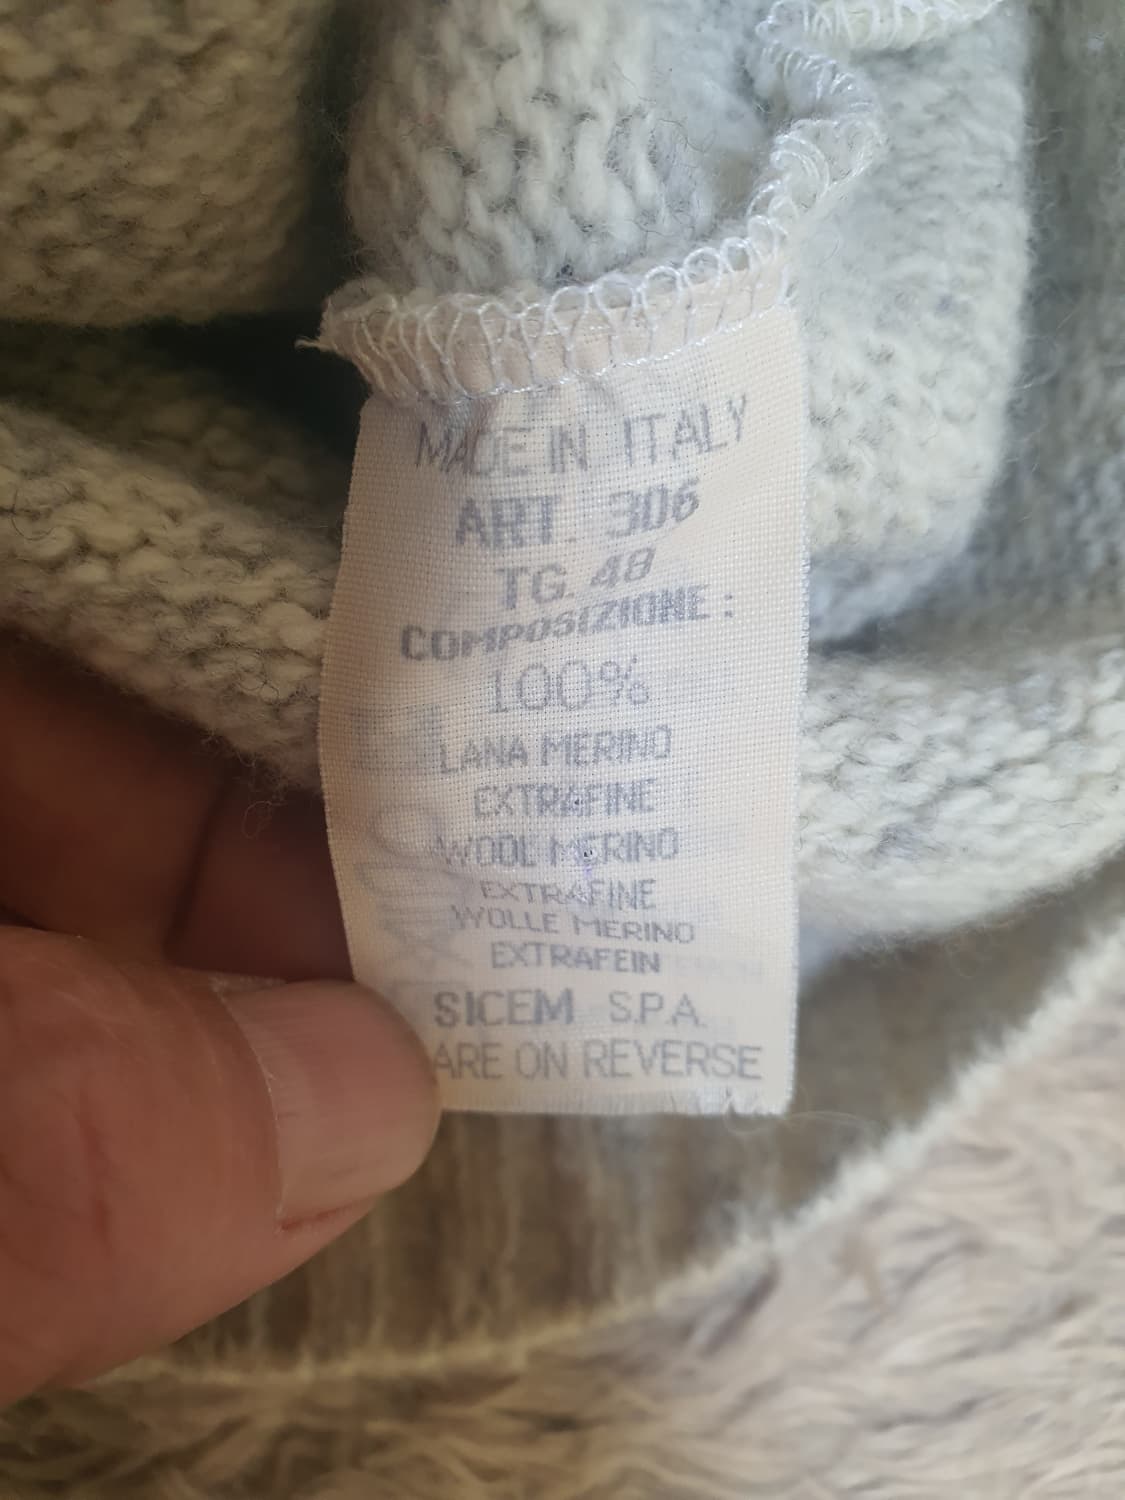 MADE IN ITALY
ART. 306
TG. 48
COMPOSIZIONE :
100%
LANA MERINO
EXTRAFINE
WOOL MERINO
EXTRAFINE
WOLLE MERINO
EXTRAFEIN
SICEM S.P.A.
ARE ON REVERSE